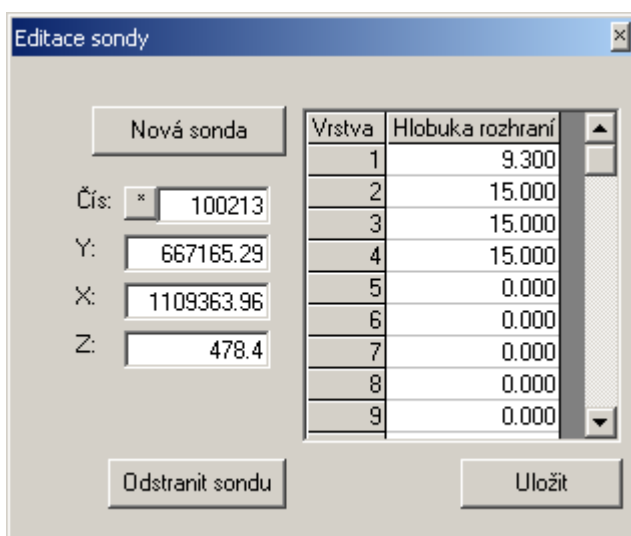 Editace sondy
Nová sonda
Čís: * 100213
Y: 667165.29
X: 1109363.96
Z: 478.4
Vrstva Hlobuka rozhraní
1 9.300
2 15.000
3 15.000
4 15.000
5 0.000
6 0.000
7 0.000
8 0.000
9 0.000
Odstranit sondu
Uložit